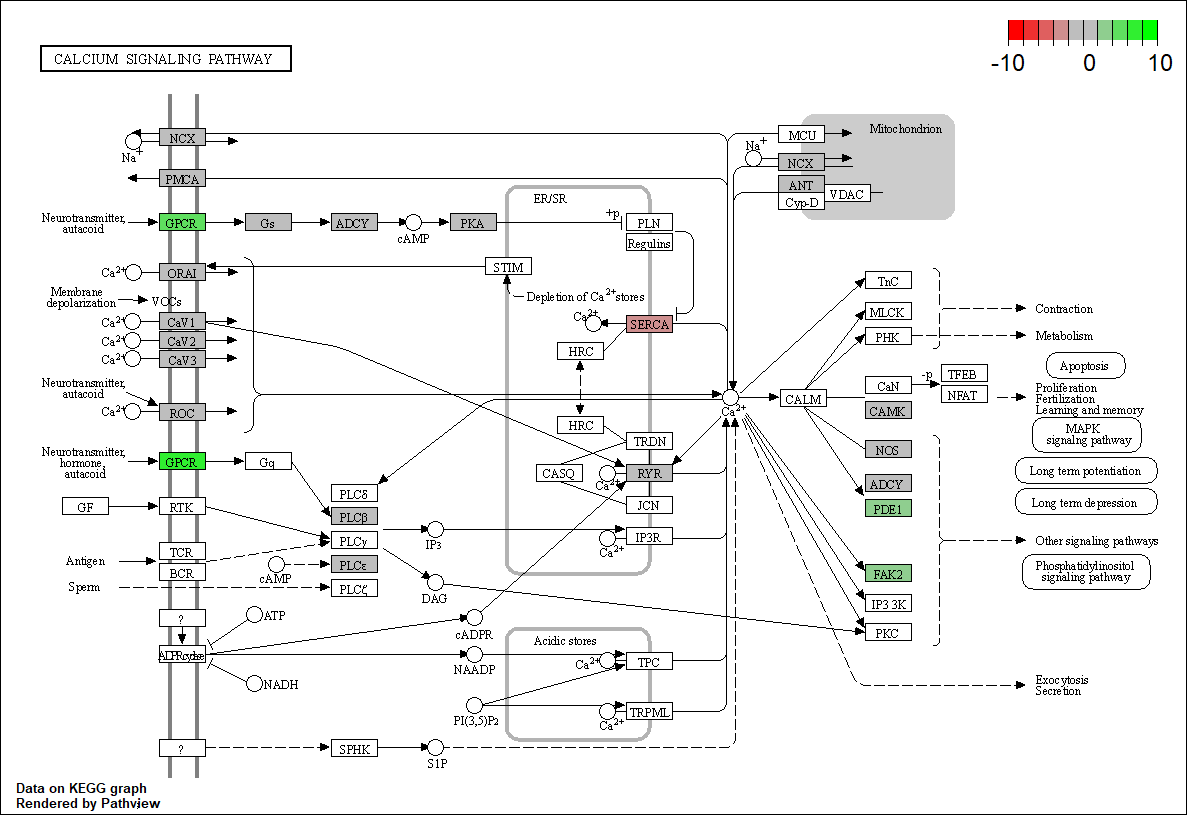 CALCIUM SIGNALING PATHWAY
-10 0 10
NCX
Na+
PMCA
Neurotransmitter,
autacoid
GPCR
Gs
ADCY
cAMP
PKA
+p
PLN
Regulins
ER/SR
Ca2+
ORAI
STIM
Membrane
depolarization
VOCs
Depletion of Ca2+ stores
Ca2+
CaV1
Ca2+
CaV2
Ca2+
CaV3
Ca2+
SERCA
HRC
Neurotransmitter,
autacoid
Ca2+
ROC
HRC
TRDN
CASQ
Ca2+
RYR
JCN
Neurotransmitter,
hormone,
autacoid
GPCR
Gq
PLCδ
PLCβ
GF
RTK
PLCγ
IP3
Ca2+
IP3R
Antigen
TCR
BCR
cAMP
PLCε
Sperm
PLCζ
DAG
?
ATP
cADPR
NADH
NAADP
Acidic stores
Ca2+
TPC
PI(3,5)P2
Ca2+
TRPML
?
SPHK
S1P
MCU
Mitochondrion
Na+
NCX
ANT
VDAC
Cyp-D
Ca2+
CALM
TnC
MLCK
PHK
CaN
-p
TFEB
NFAT
CAMK
NOS
ADCY
PDE1
FAK2
IP3 3K
PKC
Contraction
Metabolism
Apoptosis
Proliferation
Fertilization
Learning and memory
MAPK
signalng pathway
Long term potentiation
Long term depression
Other signaling pathways
Phosphatidylinositol
signaling pathway
Exocytosis
Secretion
Data on KEGG graph
Rendered by Pathview